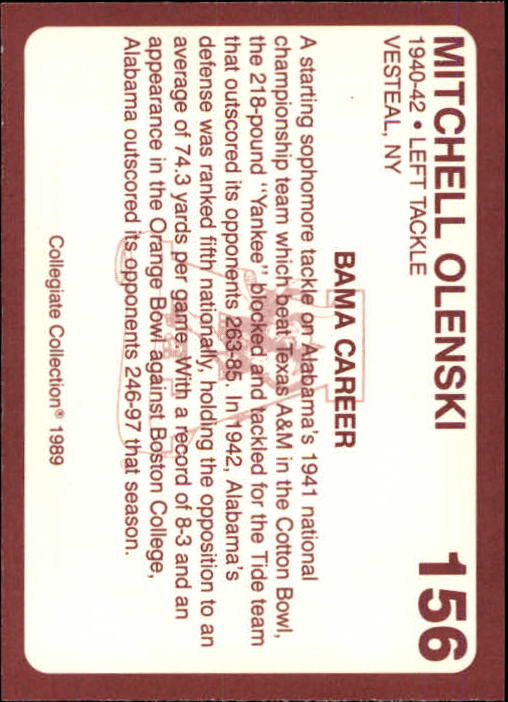 MITCHELL OLENSKI 156
1940-42 • LEFT TACKLE
VESTEAL, NY
BAMA CAREER
A starting sophomore tackle on Alabama's 1941 national
championship team which beat Texas A&M in the Cotton Bowl,
the 218-pound "Yankee" blocked and tackled for the Tide team
that outscored its opponents 263-85. In 1942, Alabama's
defense was ranked fifth nationally, holding the opposition to an
average of 74.3 yards per game. With a record of 8-3 and an
appearance in the Orange Bowl against Boston College,
Alabama outscored its opponents 246-97 that season.
Collegiate Collection® 1989